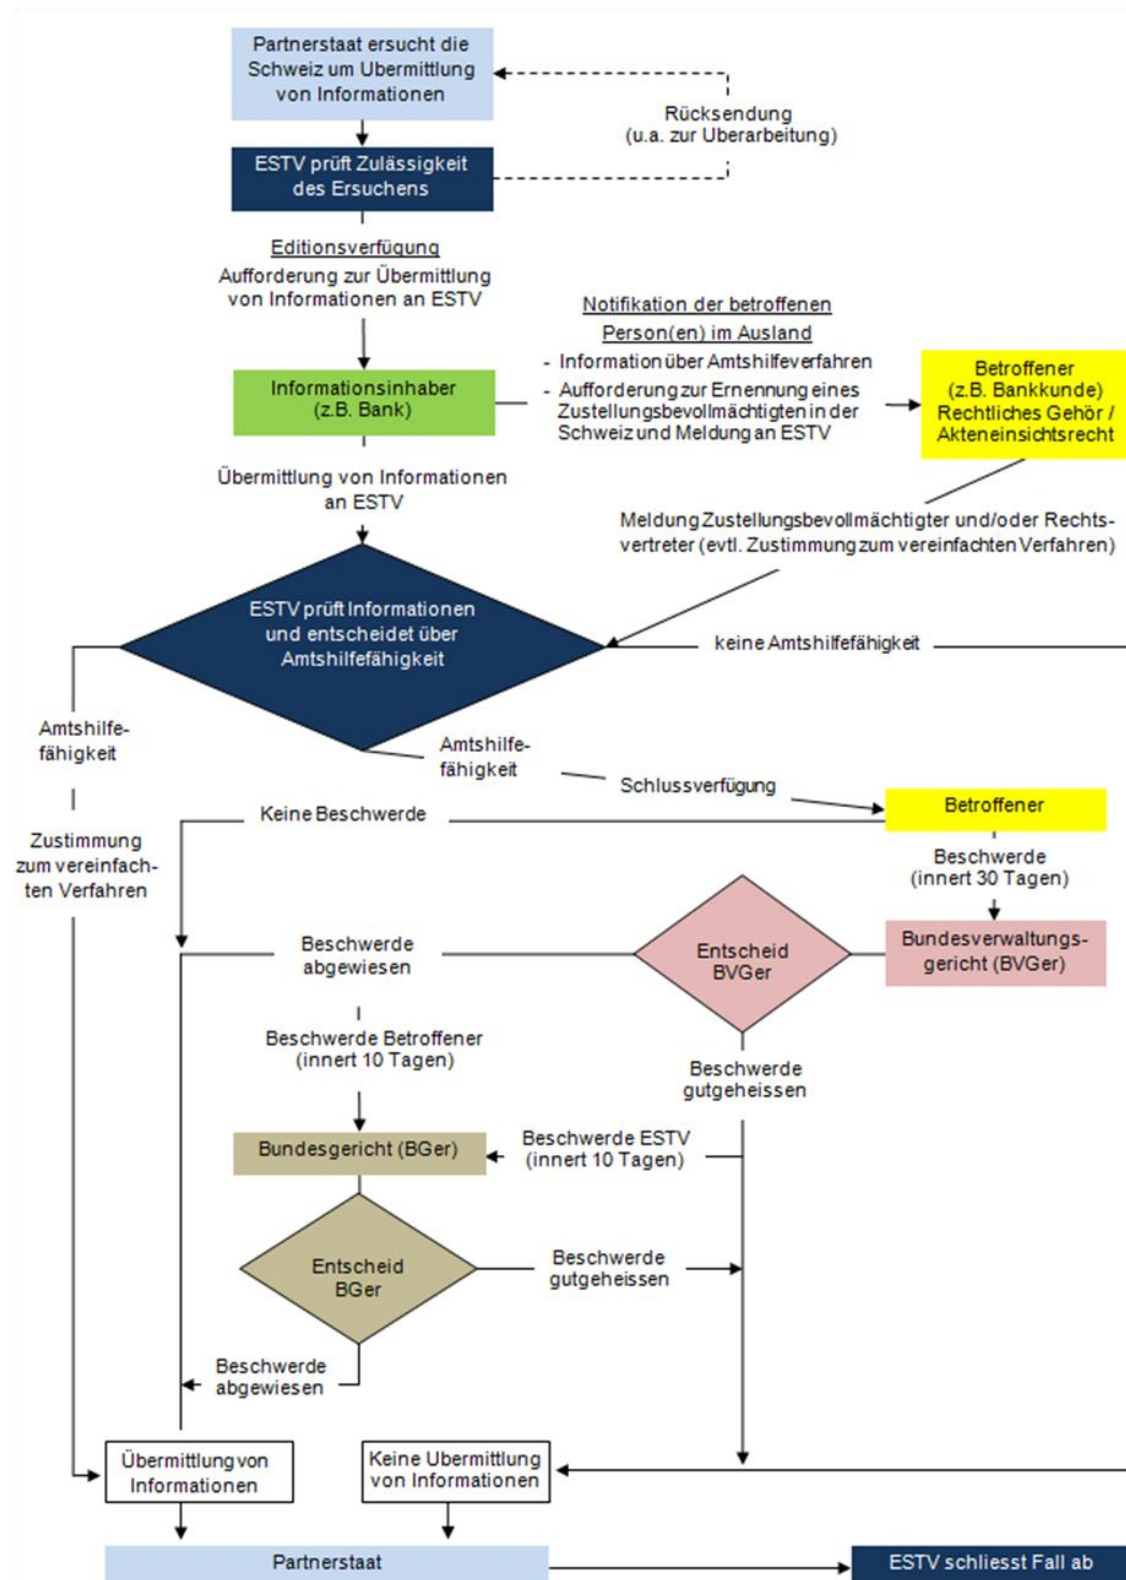 Partnerstaat ersucht die
Schweiz um Ubermittlung
von Informationen
Rücksendung
(u.a. zur Uberarbeitung)
ESTV prüft Zulässigkeit
des Ersuchens
Editionsverfügung
Aufforderung zur Übermittlung
von Informationen an ESTV
Notifikation der betroffenen
Person(en) im Ausland
- Information über Amtshilfeverfahren
- Aufforderung zur Ernennung eines
Zustellungsbevollmächtigten in der
Schweiz und Meldung an ESTV
Informationsinhaber
(z.B. Bank)
Betroffener
(z.B. Bankkunde)
Rechtliches Gehör /
Akteneinsichtsrecht
Übermittlung von Informationen
an ESTV
Meldung Zustellungsbevollmächtigter und/oder Rechts-
vertreter (evtl. Zustimmung zum vereinfachten Verfahren)
ESTV prüft Informationen
und entscheidet über
Amtshilfefähigkeit
keine Amtshilfefähigkeit
Amtshilfe-
fähigkeit
Amtshilfe-
fähigkeit
Schlussverfügung
Betroffener
Keine Beschwerde
Zustimmung
zum vereinfach-
ten Verfahren
Beschwerde
(innert 30 Tagen)
Beschwerde
abgewiesen
Entscheid
BVGer
Bundesverwaltungs-
gericht (BVGer)
Beschwerde Betroffener
(innert 10 Tagen)
Beschwerde
gutgeheissen
Bundesgericht (BGer)
Beschwerde ESTV
(innert 10 Tagen)
Entscheid
BGer
Beschwerde
gutgeheissen
Beschwerde
abgewiesen
Übermittlung von
Informationen
Keine Ubermittlung
von Informationen
Partnerstaat
ESTV schliesst Fall ab